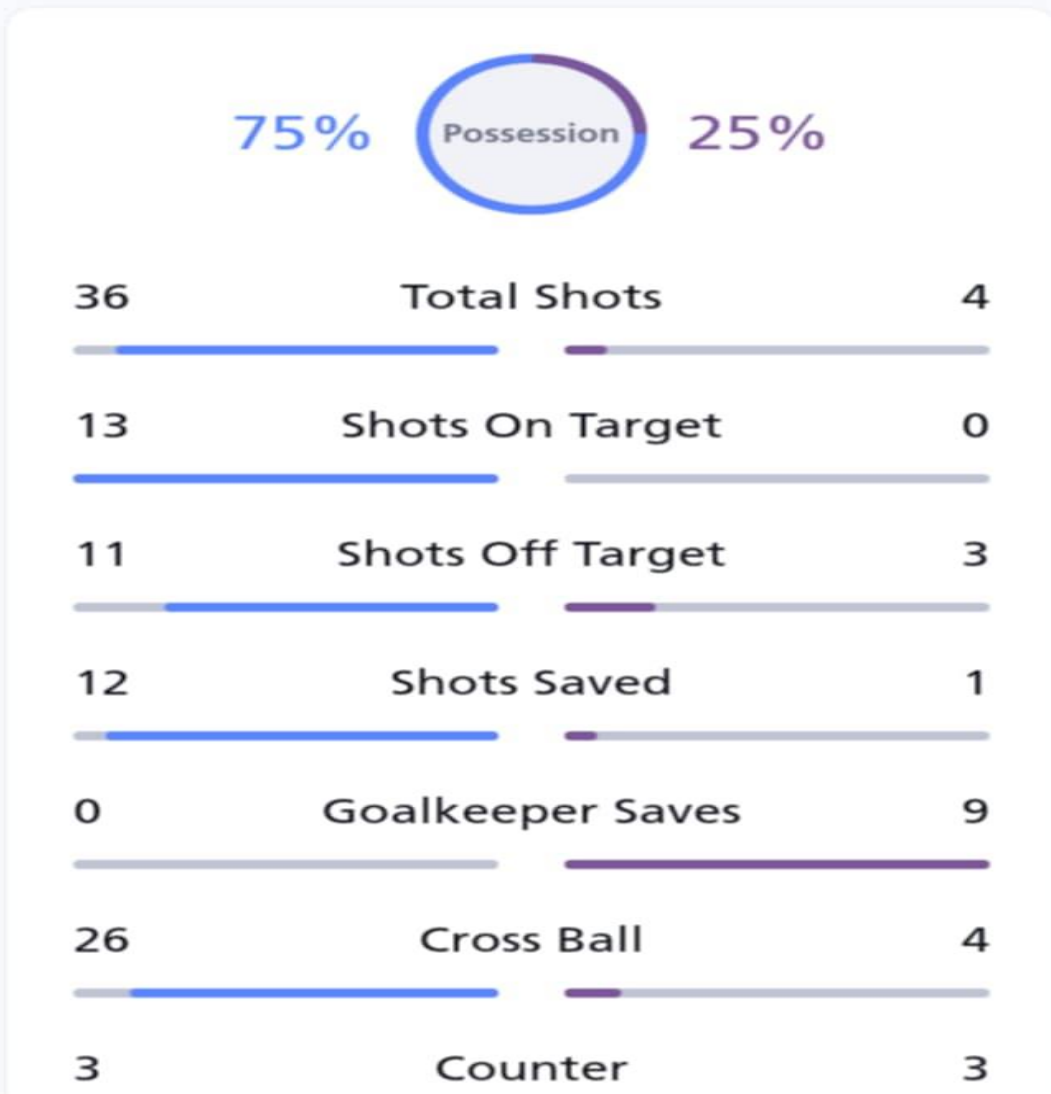 75% Possession 25%
36 Total Shots 4
13 Shots On Target 0
11 Shots Off Target 3
12 Shots Saved 1
0 Goalkeeper Saves 9
26 Cross Ball 4
3 Counter 3